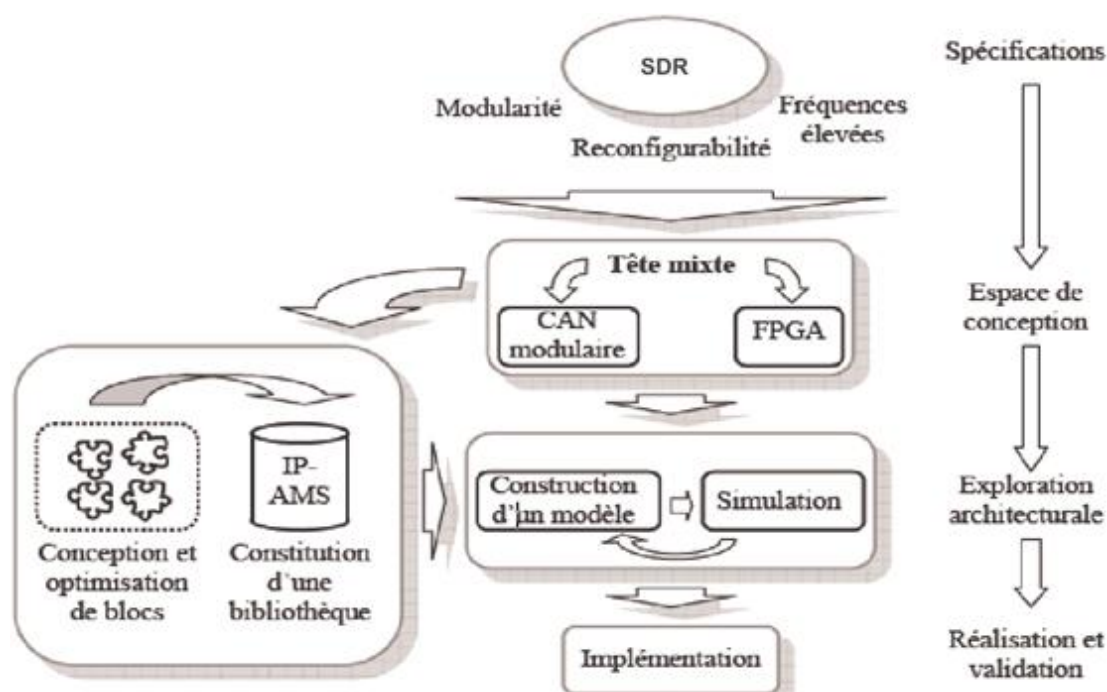 SDR
Spécifications
Modularité
Fréquences
élevées
Reconfigurabilité
Tête mixte
CAN
modulaire
FPGA
Espace de
conception
IP-
AMS
Conception et
optimisation
de blocs
Constitution
d'une
bibliothèque
Construction
d'un modèle
Simulation
Exploration
architecturale
Implémentation
Réalisation et
validation